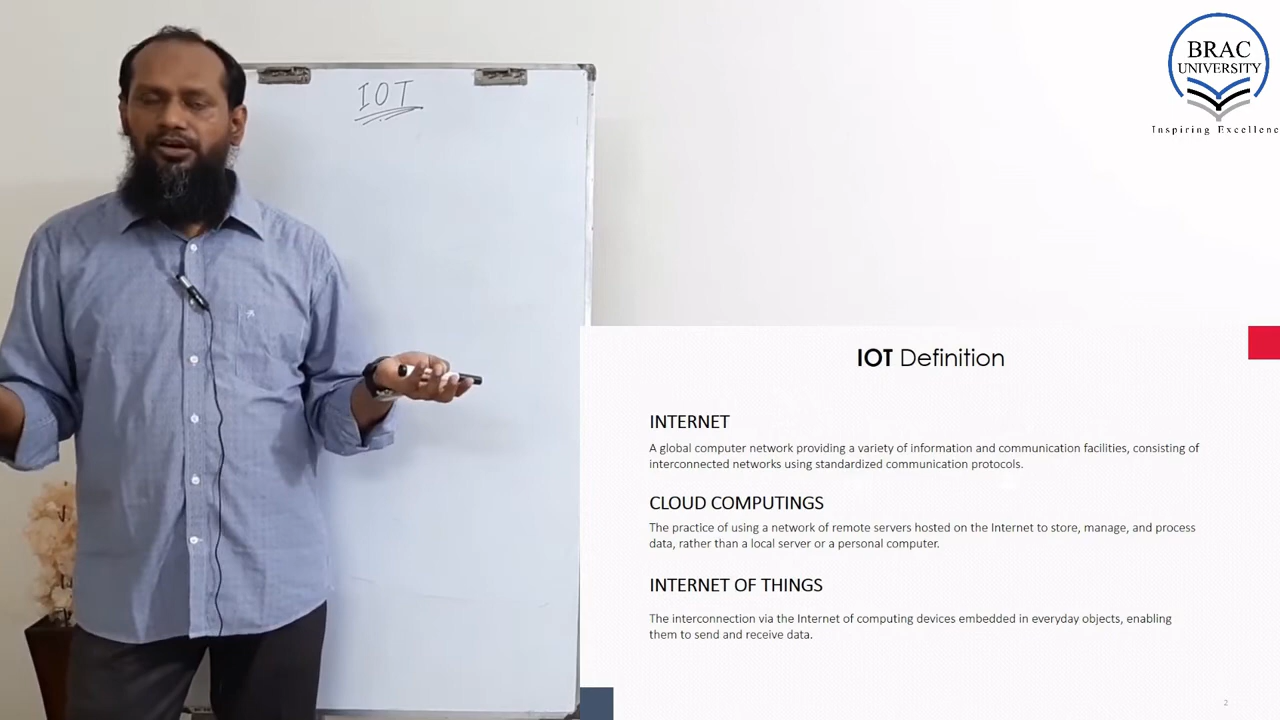 IOT
BRAC
UNIVERSITY
Inspiring Excellenc
IOT Definition
INTERNET
A global computer network providing a variety of information and communication facilities, consisting of
interconnected networks using standardized communication protocols.
CLOUD COMPUTINGS
The practice of using a network of remote servers hosted on the Internet to store, manage, and process
data, rather than a local server or a personal computer.
INTERNET OF THINGS
The interconnection via the Internet of computing devices embedded in everyday objects, enabling
them to send and receive data.
2